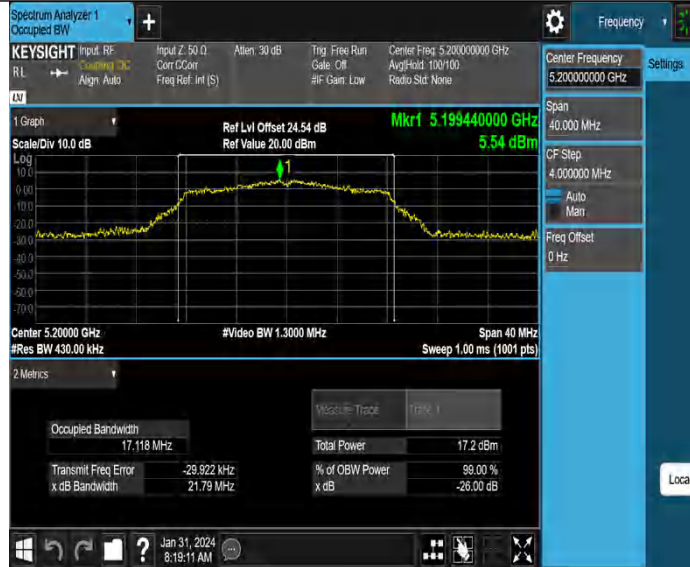 Spectrum Analyzer 1
Occupied BW
+
Frequency
KEYSIGHT
RL
LXI
Input: RF
Coupling: DC
Align: Auto
Input Z: 50 Ω
Corr CCorr
Freq Ref: Int (S)
Atten: 30 dB
Trig: Free Run
Gate: Off
#IF Gain: Low
Center Freq: 5.200000000 GHz
Avg|Hold: 100/100
Radio Std: None
Center Frequency
5.200000000 GHz
Settings
Span
40.000 MHz
CF Step
4.000000 MHz
Auto
Man
Freq Offset
0 Hz
Local
1 Graph
Scale/Div 10.0 dB
Ref Lvl Offset 24.54 dB
Ref Value 20.00 dBm
Mkr1 5.199440000 GHz
5.54 dBm
Log
10.0
0.00
-10.0
-20.0
-30.0
-40.0
-50.0
-60.0
-70.0
1
Center 5.20000 GHz
#Video BW 1.3000 MHz
Span 40 MHz
#Res BW 430.00 kHz
Sweep 1.00 ms (1001 pts)
2 Metrics
Measure Trace
Trace 1
Occupied Bandwidth
17.118 MHz
Total Power
17.2 dBm
Transmit Freq Error
-29.922 kHz
% of OBW Power
99.00 %
x dB Bandwidth
21.79 MHz
x dB
-26.00 dB
?
Jan 31, 2024
8:19:11 AM